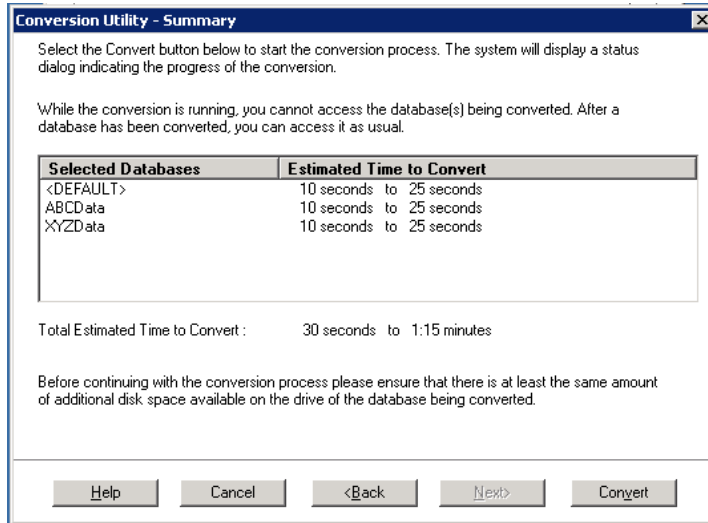 Conversion Utility - Summary
Select the Convert button below to start the conversion process. The system will display a status
dialog indicating the progress of the conversion.
While the conversion is running, you cannot access the database(s) being converted. After a
database has been converted, you can access it as usual.
Selected Databases Estimated Time to Convert
<DEFAULT> 10 seconds to 25 seconds
ABCData 10 seconds to 25 seconds
XYZData 10 seconds to 25 seconds
Total Estimated Time to Convert : 30 seconds to 1:15 minutes
Before continuing with the conversion process please ensure that there is at least the same amount
of additional disk space available on the drive of the database being converted.
Help Cancel <Back Next> Convert